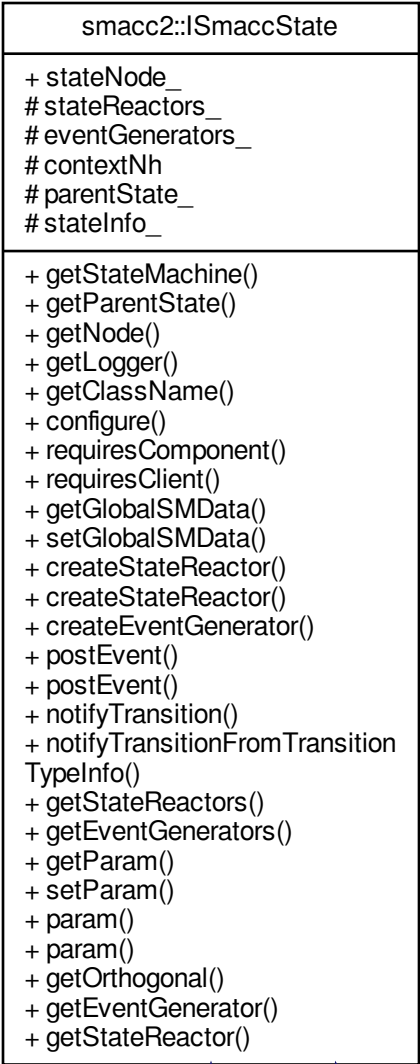 smacc2::ISmaccState
+ stateNode_
# stateReactors_
# eventGenerators_
# contextNh
# parentState_
# stateInfo_
+ getStateMachine()
+ getParentState()
+ getNode()
+ getLogger()
+ getClassName()
+ configure()
+ requiresComponent()
+ requiresClient()
+ getGlobalSMData()
+ setGlobalSMData()
+ createStateReactor()
+ createStateReactor()
+ createEventGenerator()
+ postEvent()
+ postEvent()
+ notifyTransition()
+ notifyTransitionFromTransition
TypeInfo()
+ getStateReactors()
+ getEventGenerators()
+ getParam()
+ setParam()
+ param()
+ param()
+ getOrthogonal()
+ getEventGenerator()
+ getStateReactor()